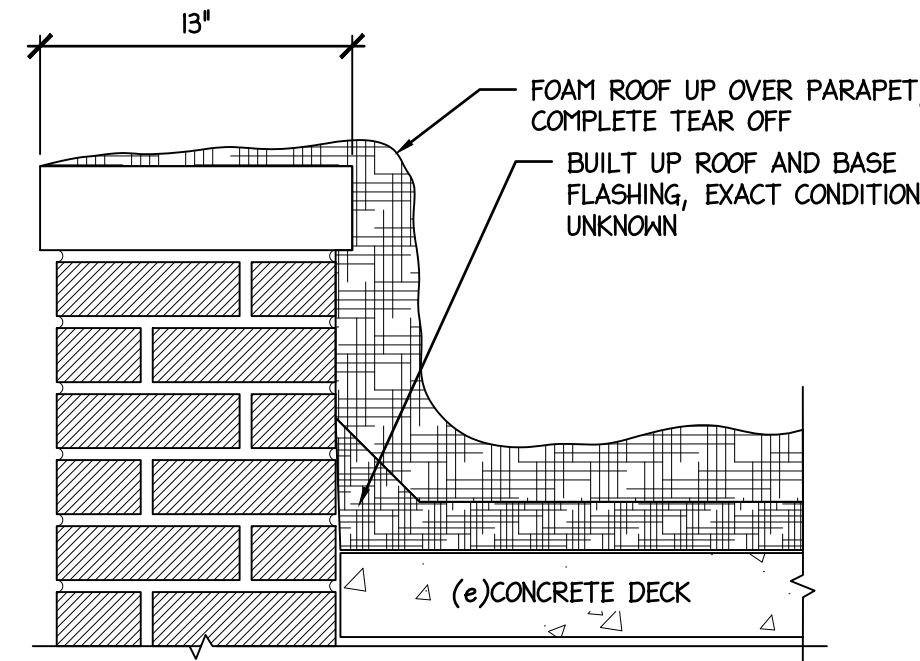 13"
FOAM ROOF UP OVER PARAPET,
COMPLETE TEAR OFF
BUILT UP ROOF AND BASE
FLASHING, EXACT CONDITION
UNKNOWN
(e)CONCRETE DECK